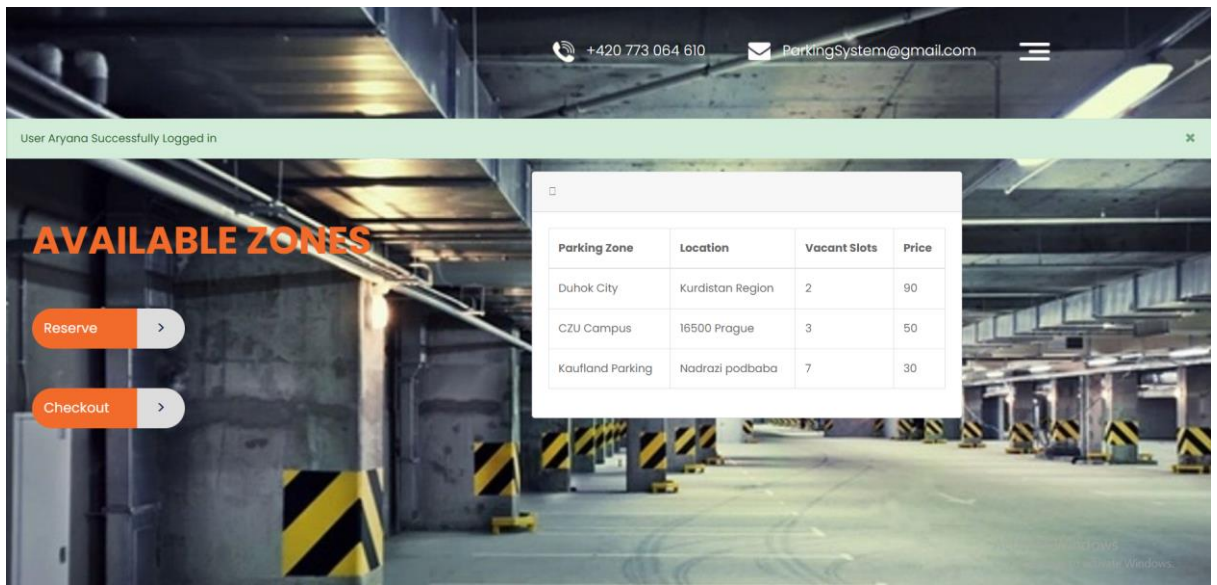 +420 773 064 610 ParkingSystem@gmail.com
User Aryana Successfully Logged in
AVAILABLE ZONES
Reserve
Checkout
Parking Zone Location Vacant Slots Price
Duhok City Kurdistan Region 2 90
CZU Campus 16500 Prague 3 50
Kaufland Parking Nadrazi podbaba 7 30